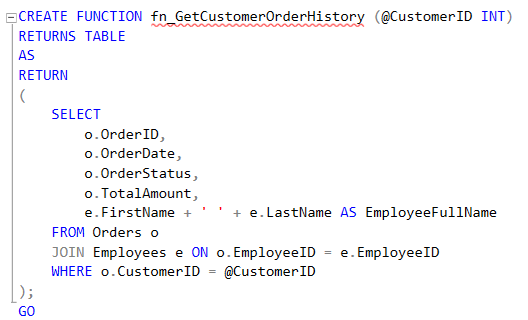 CREATE FUNCTION fn_GetCustomerOrderHistory (@CustomerID INT)
RETURNS TABLE
AS
RETURN
(
    SELECT
        o.OrderID,
        o.OrderDate,
        o.OrderStatus,
        o.TotalAmount,
        e.FirstName + ' ' + e.LastName AS EmployeeFullName
    FROM Orders o
    JOIN Employees e ON o.EmployeeID = e.EmployeeID
    WHERE o.CustomerID = @CustomerID
);
GO